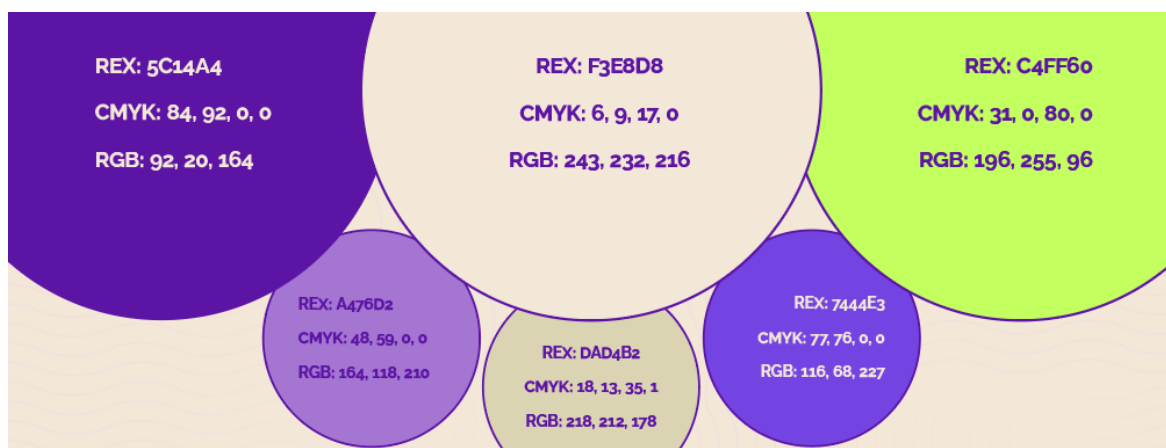 REX: 5C14A4
CMYK: 84, 92, 0, 0
RGB: 92, 20, 164
REX: F3E8D8
CMYK: 6, 9, 17, 0
RGB: 243, 232, 216
REX: C4FF60
CMYK: 31, 0, 80, 0
RGB: 196, 255, 96
REX: A476D2
CMYK: 48, 59, 0, 0
RGB: 164, 118, 210
REX: DAD4B2
CMYK: 18, 13, 35, 1
RGB: 218, 212, 178
REX: 7444E3
CMYK: 77, 76, 0, 0
RGB: 116, 68, 227